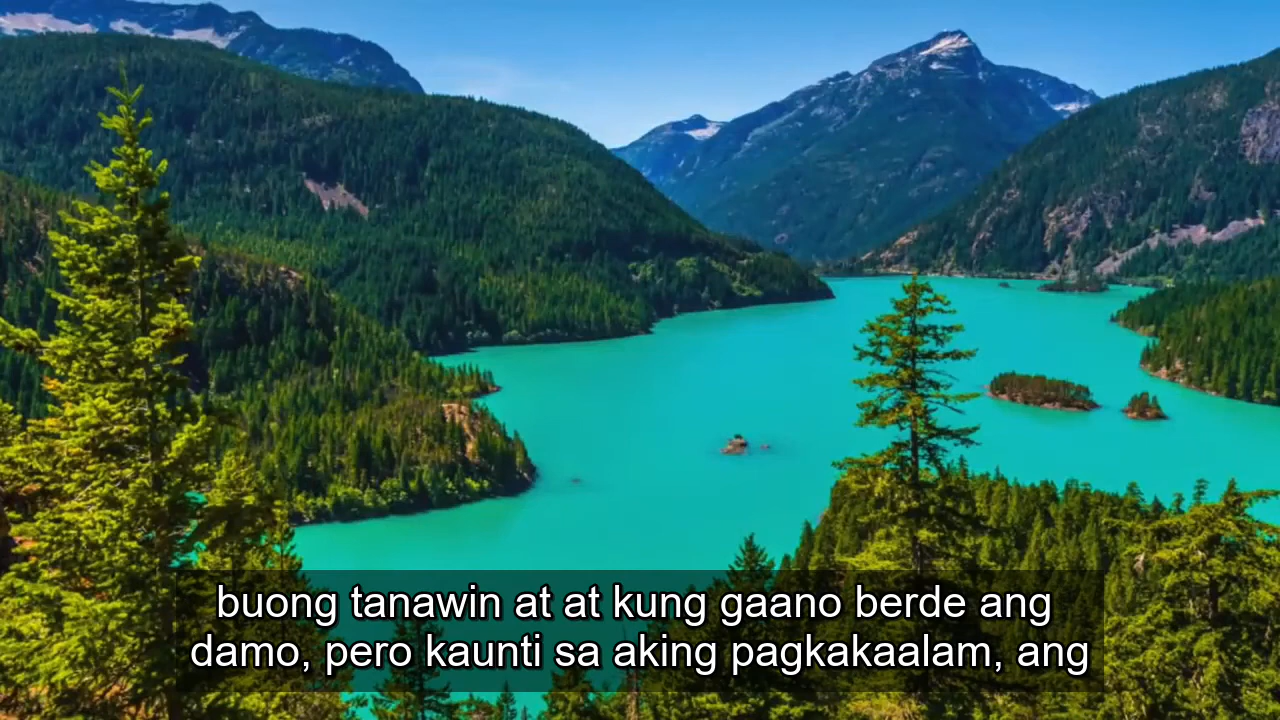 buong tanawin at at kung gaano berde ang
damo, pero kaunti sa aking pagkakaalam, ang